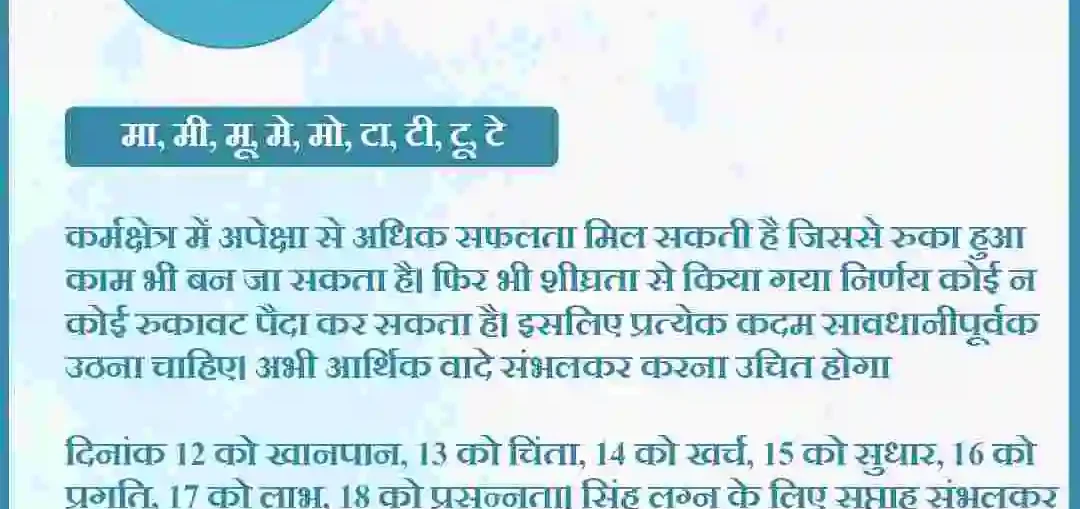 मा, मी, मू, मे, मो, टा, टी, टू, टे
कर्मक्षेत्र में अपेक्षा से अधिक सफलता मिल सकती है जिससे रुका हुआ
काम भी बन जा सकता है। फिर भी शीघ्रता से किया गया निर्णय कोई न
कोई रुकावट पैदा कर सकता है। इसलिए प्रत्येक कदम सावधानीपूर्वक
उठना चाहिए। अभी आर्थिक वादे संभलकर करना उचित होगा
दिनांक 12 को खानपान, 13 को चिंता, 14 को खर्च, 15 को सुधार, 16 को
प्रगति, 17 को लाभ, 18 को प्रसन्नता। सिंह लग्न के लिए सप्ताह संभलकर